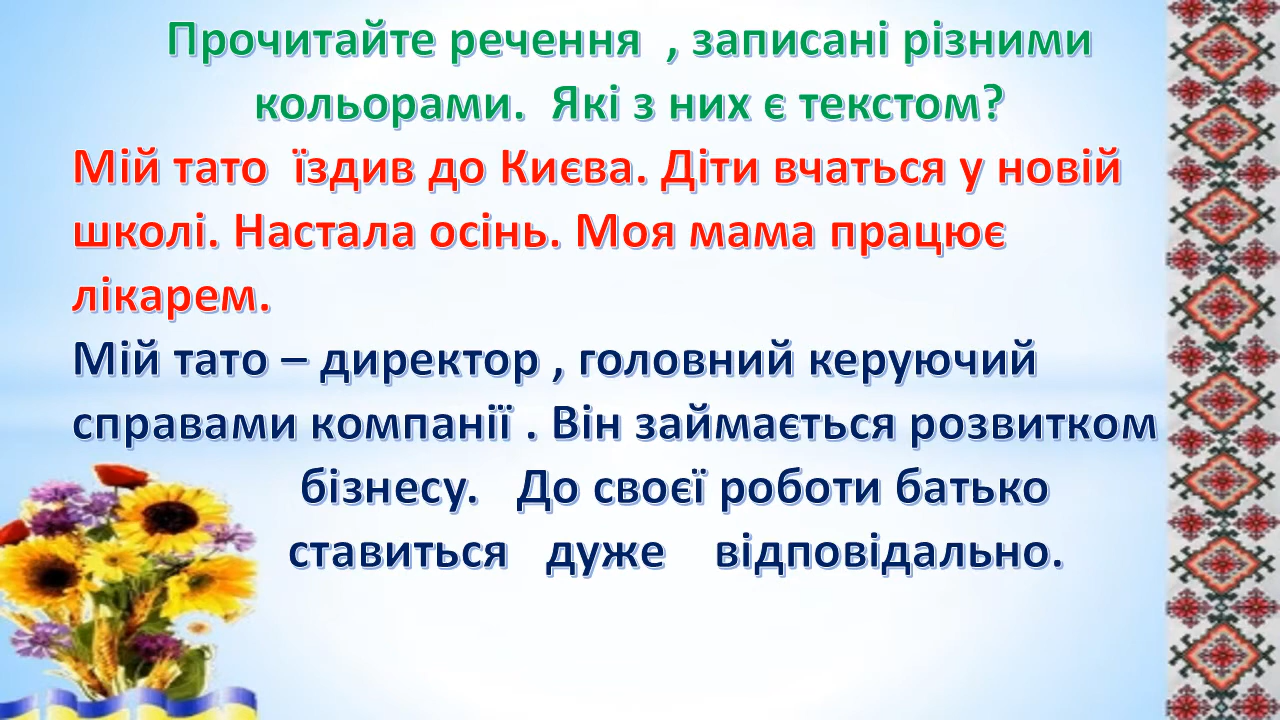 Прочитайте речення , записані різними
кольорами. Які з них є текстом?
Мій тато їздив до Києва. Діти вчаться у новій
школі. Настала осінь. Моя мама працює
лікарем.
Мій тато – директор , головний керуючий
справами компанії . Він займається розвитком
бізнесу. До своєї роботи батько
ставиться дуже відповідально.